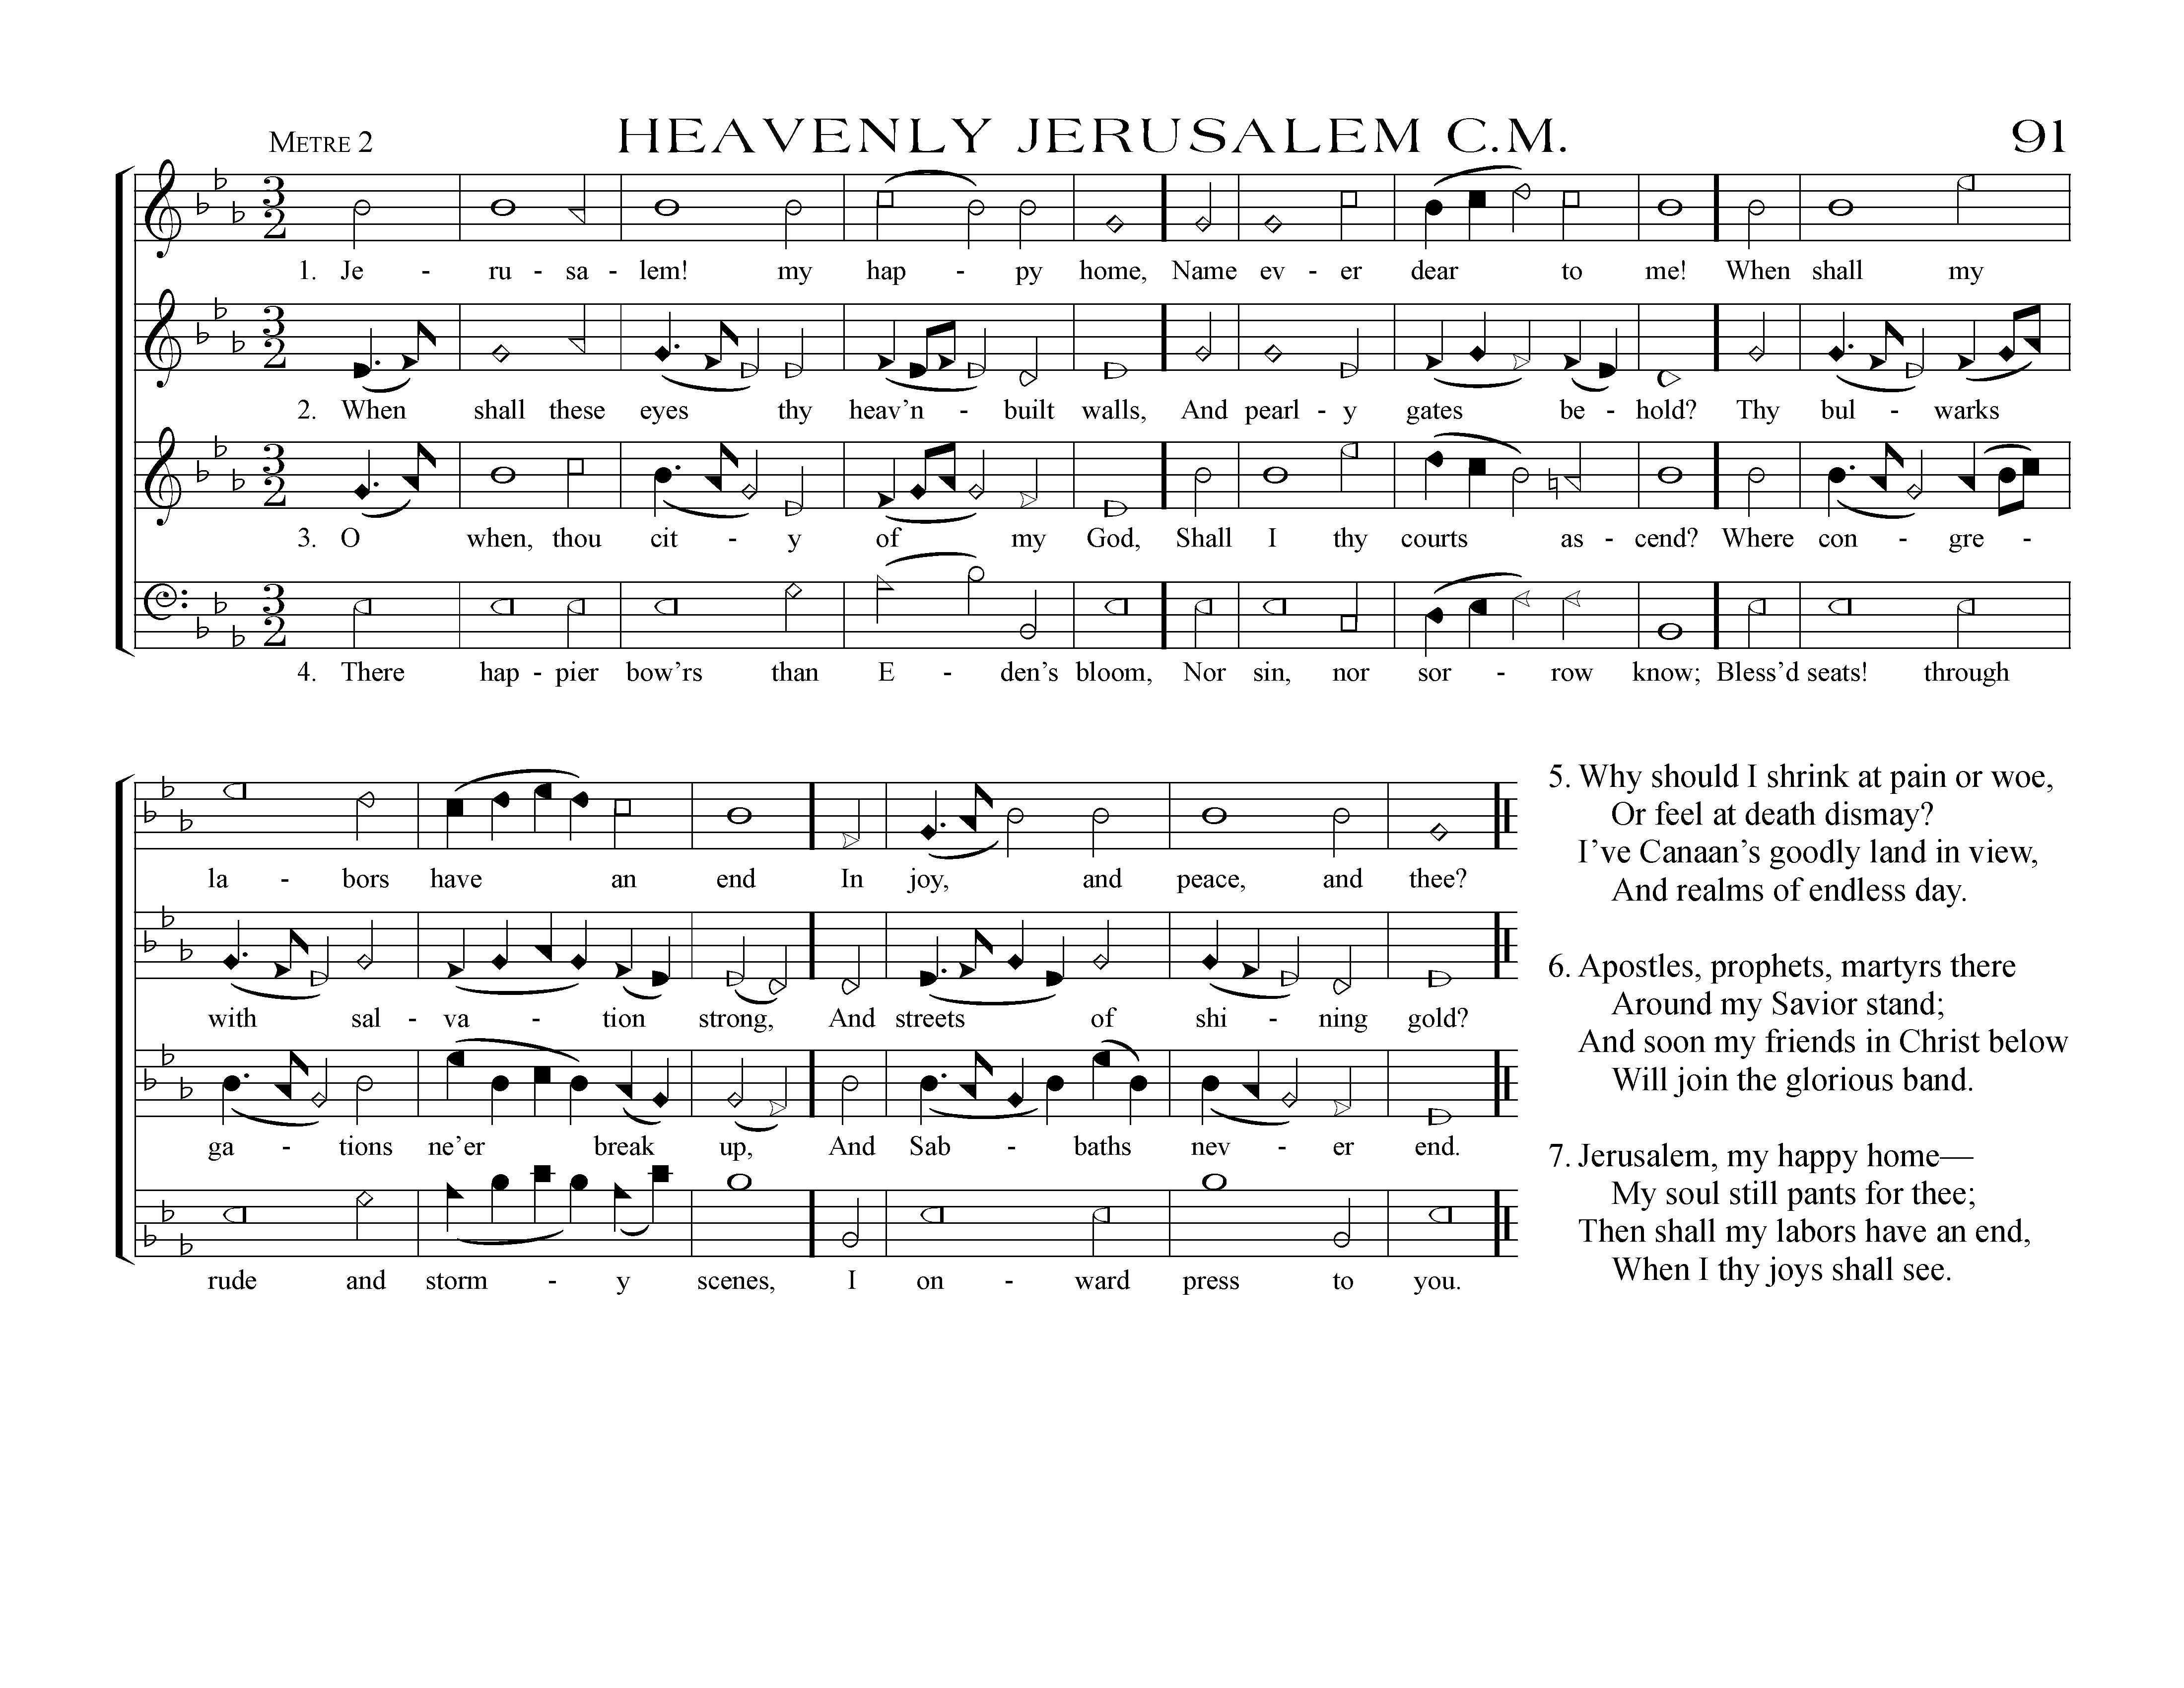 METRE 2 HEAVENLY JERUSALEM C.M. 91
1. Je - ru - sa - lem! my hap - py home, Name ev - er dear to me! When shall my
2. When shall these eyes thy heav'n - built walls, And pearl - y gates be - hold? Thy bul - warks
3. O when, thou cit - y of my God, Shall I thy courts as - cend? Where con - gre -
4. There hap - pier bow'rs than E - den's bloom, Nor sin, nor sor - row know; Bless'd seats! through
la - bors have an end In joy, and peace, and thee?
with sal - va - tion strong, And streets of shi - ning gold?
ga - tions ne'er break up, And Sab - baths nev - er end.
rude and storm - y scenes, I on - ward press to you.
5. Why should I shrink at pain or woe,
Or feel at death dismay?
I've Canaan's goodly land in view,
And realms of endless day.
6. Apostles, prophets, martyrs there
Around my Savior stand;
And soon my friends in Christ below
Will join the glorious band.
7. Jerusalem, my happy home—
My soul still pants for thee;
Then shall my labors have an end,
When I thy joys shall see.